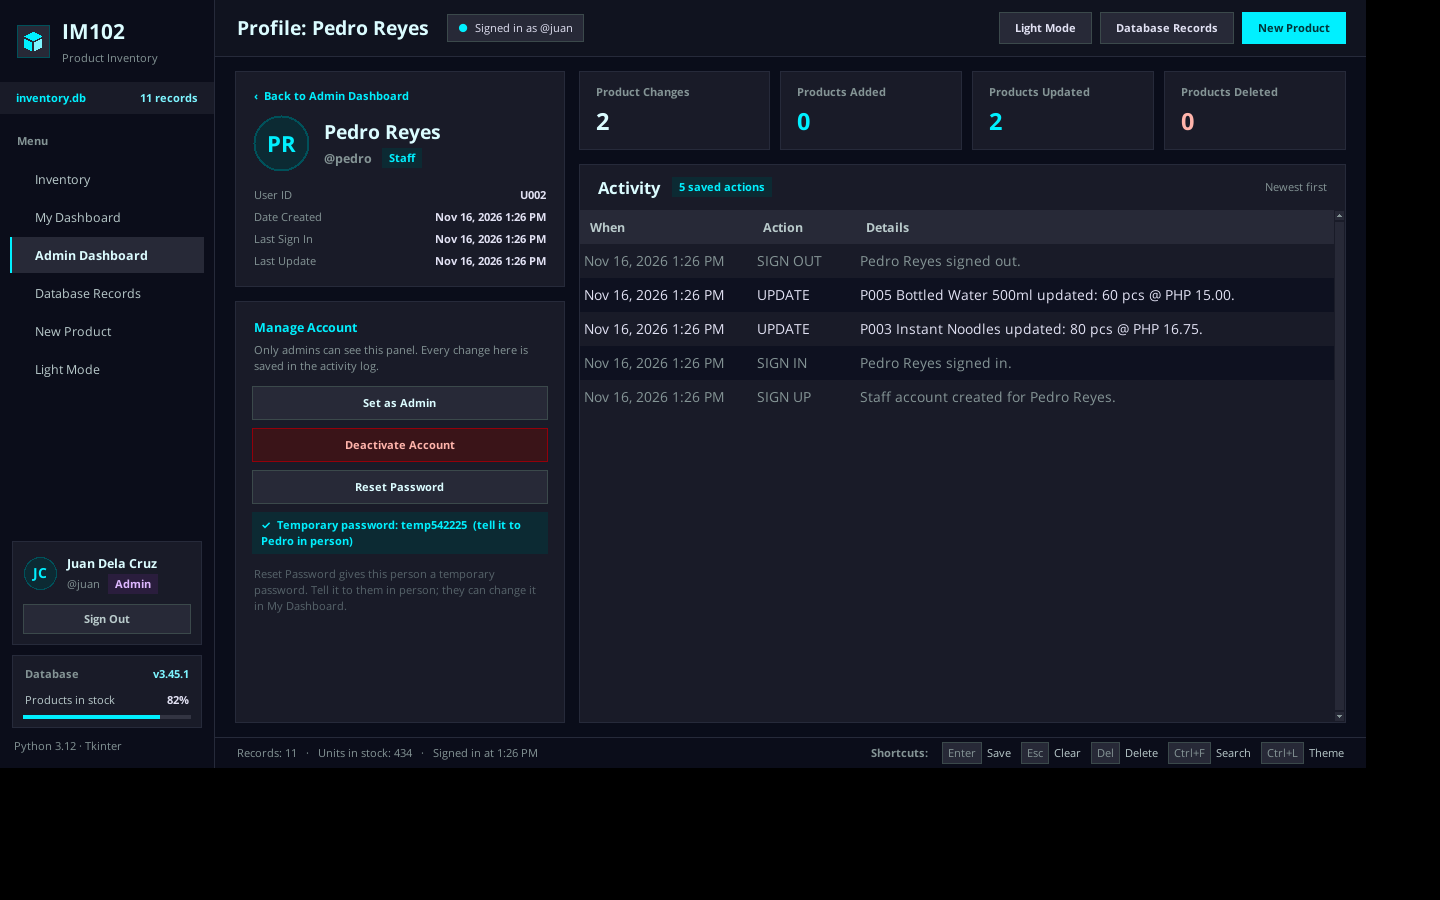 IM102
Product Inventory
inventory.db 11 records
Menu
Inventory
My Dashboard
Admin Dashboard
Database Records
New Product
Light Mode
JC
Juan Dela Cruz
@juan Admin
Sign Out
Database v3.45.1
Products in stock 82%
Python 3.12 · Tkinter
Profile: Pedro Reyes
Signed in as @juan
Light Mode
Database Records
New Product
‹ Back to Admin Dashboard
PR
Pedro Reyes
@pedro Staff
User ID U002
Date Created Nov 16, 2026 1:26 PM
Last Sign In Nov 16, 2026 1:26 PM
Last Update Nov 16, 2026 1:26 PM
Manage Account
Only admins can see this panel. Every change here is
saved in the activity log.
Set as Admin
Deactivate Account
Reset Password
✓ Temporary password: temp542225 (tell it to
Pedro in person)
Reset Password gives this person a temporary
password. Tell it to them in person; they can change it
in My Dashboard.
Product Changes
2
Products Added
0
Products Updated
2
Products Deleted
0
Activity 5 saved actions Newest first
When Action Details
Nov 16, 2026 1:26 PM SIGN OUT Pedro Reyes signed out.
Nov 16, 2026 1:26 PM UPDATE P005 Bottled Water 500ml updated: 60 pcs @ PHP 15.00.
Nov 16, 2026 1:26 PM UPDATE P003 Instant Noodles updated: 80 pcs @ PHP 16.75.
Nov 16, 2026 1:26 PM SIGN IN Pedro Reyes signed in.
Nov 16, 2026 1:26 PM SIGN UP Staff account created for Pedro Reyes.
Records: 11 · Units in stock: 434 · Signed in at 1:26 PM
Shortcuts: Enter Save Esc Clear Del Delete Ctrl+F Search Ctrl+L Theme